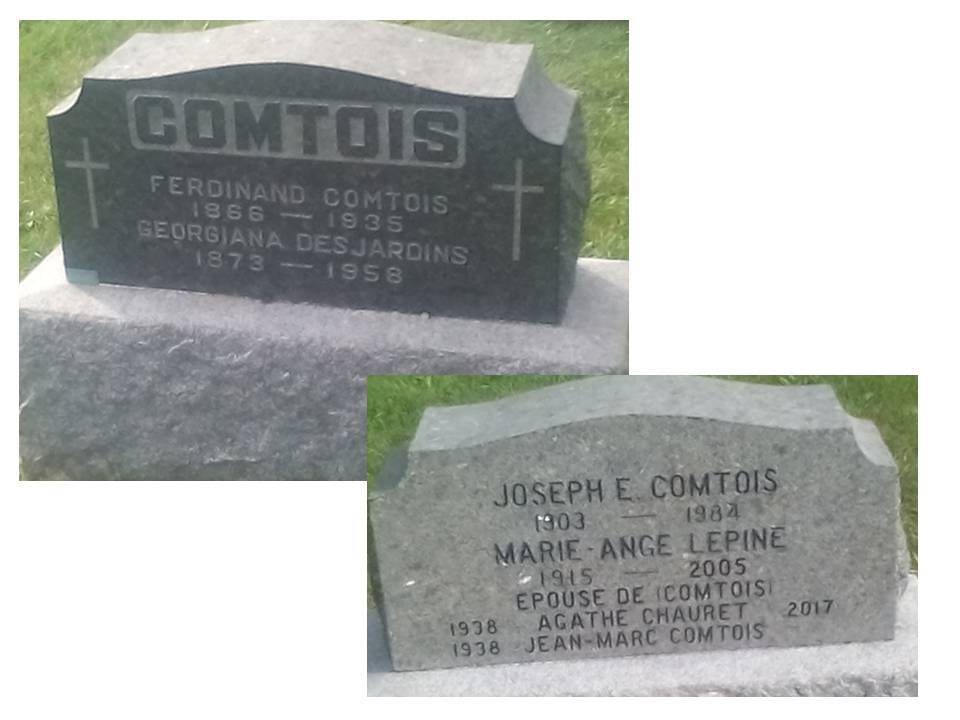 COMTOIS
FERDINAND COMTOIS
1866 — 1935
GEORGIANA DESJARDINS
1873 — 1958
JOSEPH E. COMTOIS
1903 — 1984
MARIE-ANGE LEPINE
1915 — 2005
EPOUSE DE (COMTOIS)
1938 AGATHE CHAURET 2017
1938 JEAN-MARC COMTOIS